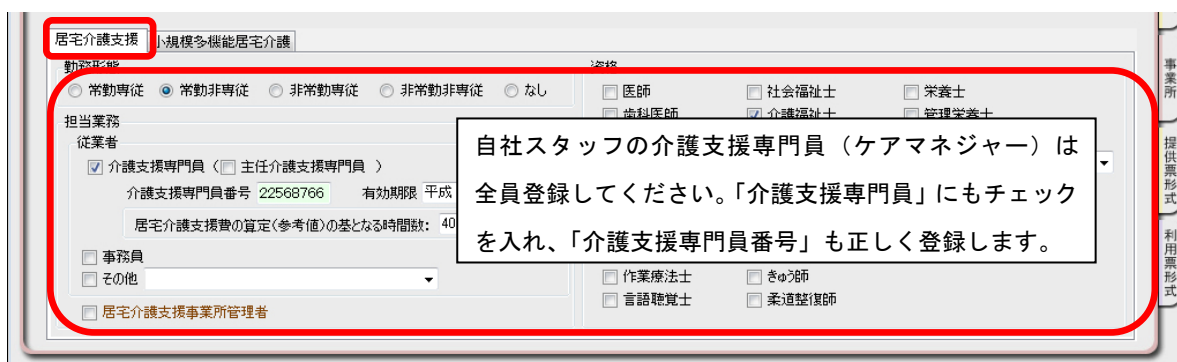 居宅介護支援 小規模多機能居宅介護
勤務形態
常勤専従 常勤非専従 非常勤専従 非常勤非専従 なし
担当業務
従業者
介護支援専門員 ( 主任介護支援専門員 )
介護支援専門員番号 22568766 有効期限 平成
居宅介護支援費の算定(参考値)の基となる時間数: 40
事務員
その他
居宅介護支援事業所管理者
資格
医師 社会福祉士 栄養士
歯科医師 介護福祉士 管理栄養士
自社スタッフの介護支援専門員（ケアマネジャー）は
全員登録してください。「介護支援専門員」にもチェック
を入れ、「介護支援専門員番号」も正しく登録します。
作業療法士 きゅう師
言語聴覚士 柔道整復師
事業所
提供票形式
利用票形式